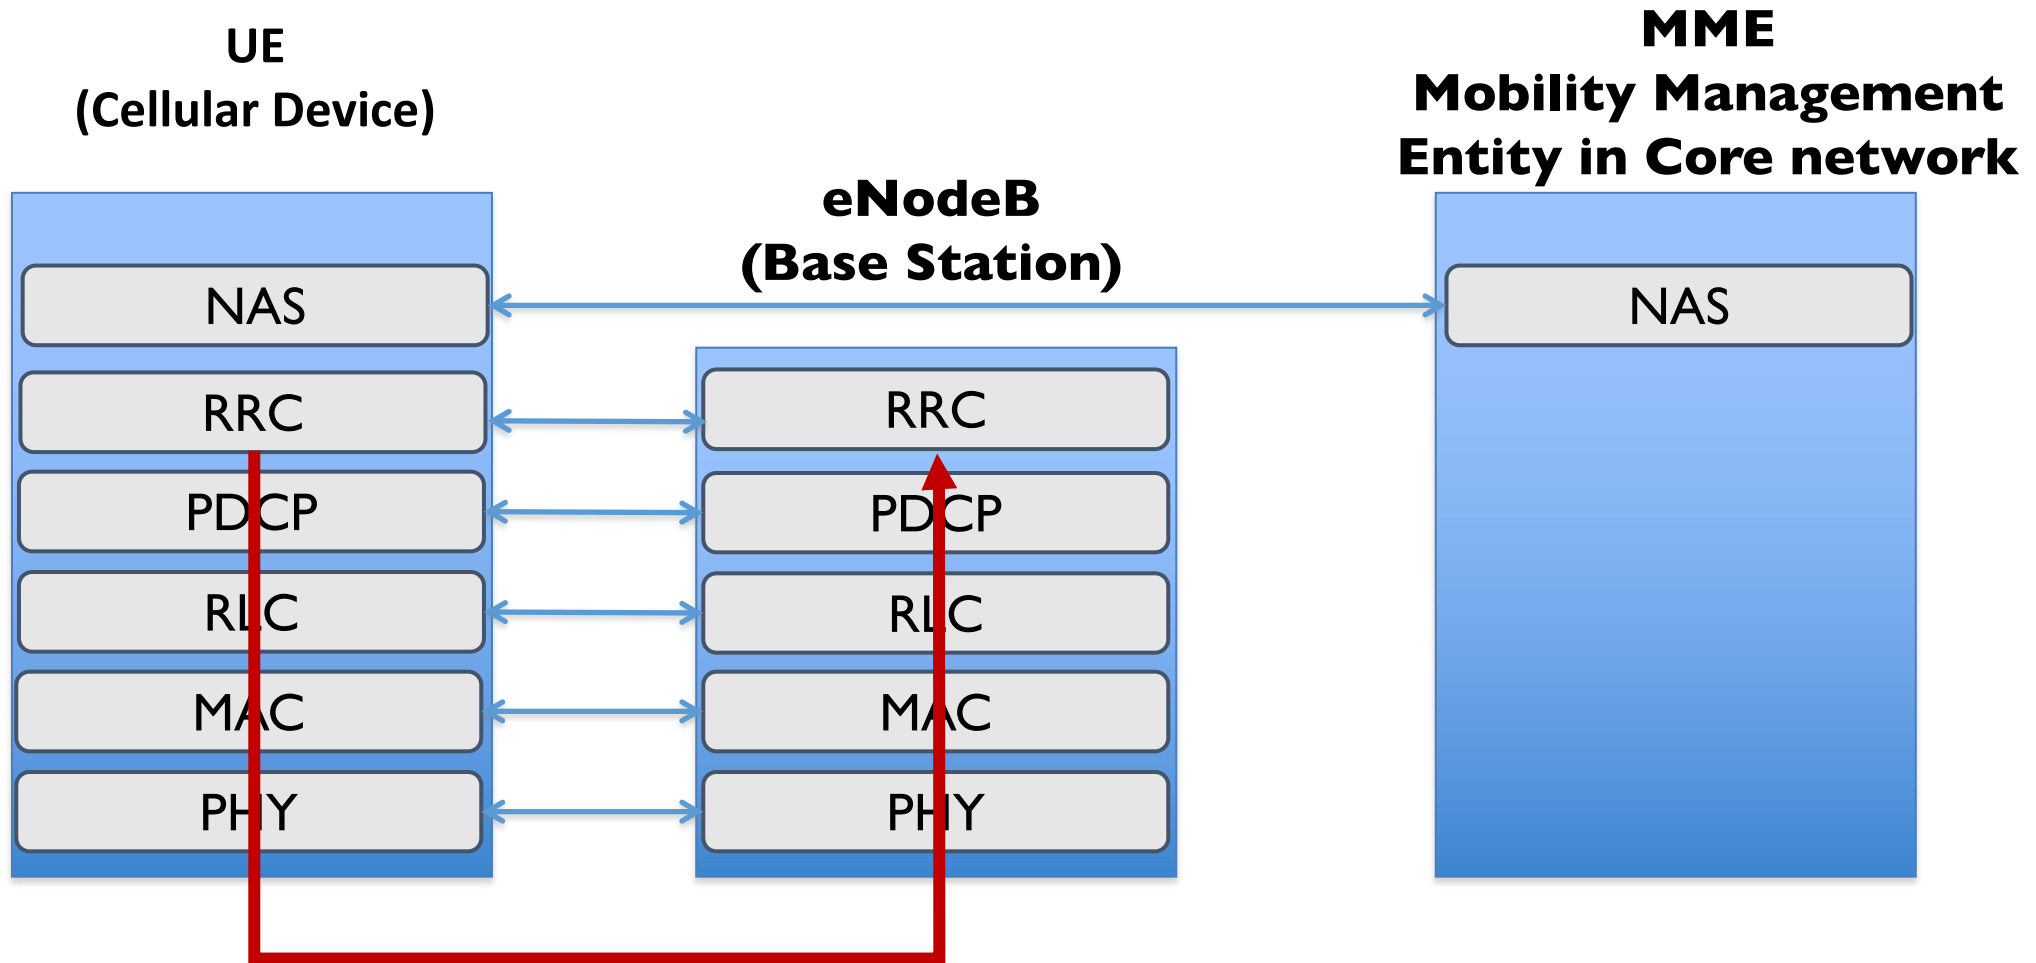 UE
(Cellular Device)
NAS
RRC
PDCP
RLC
MAC
PHY
eNodeB
(Base Station)
RRC
PDCP
RLC
MAC
PHY
MME
Mobility Management
Entity in Core network
NAS